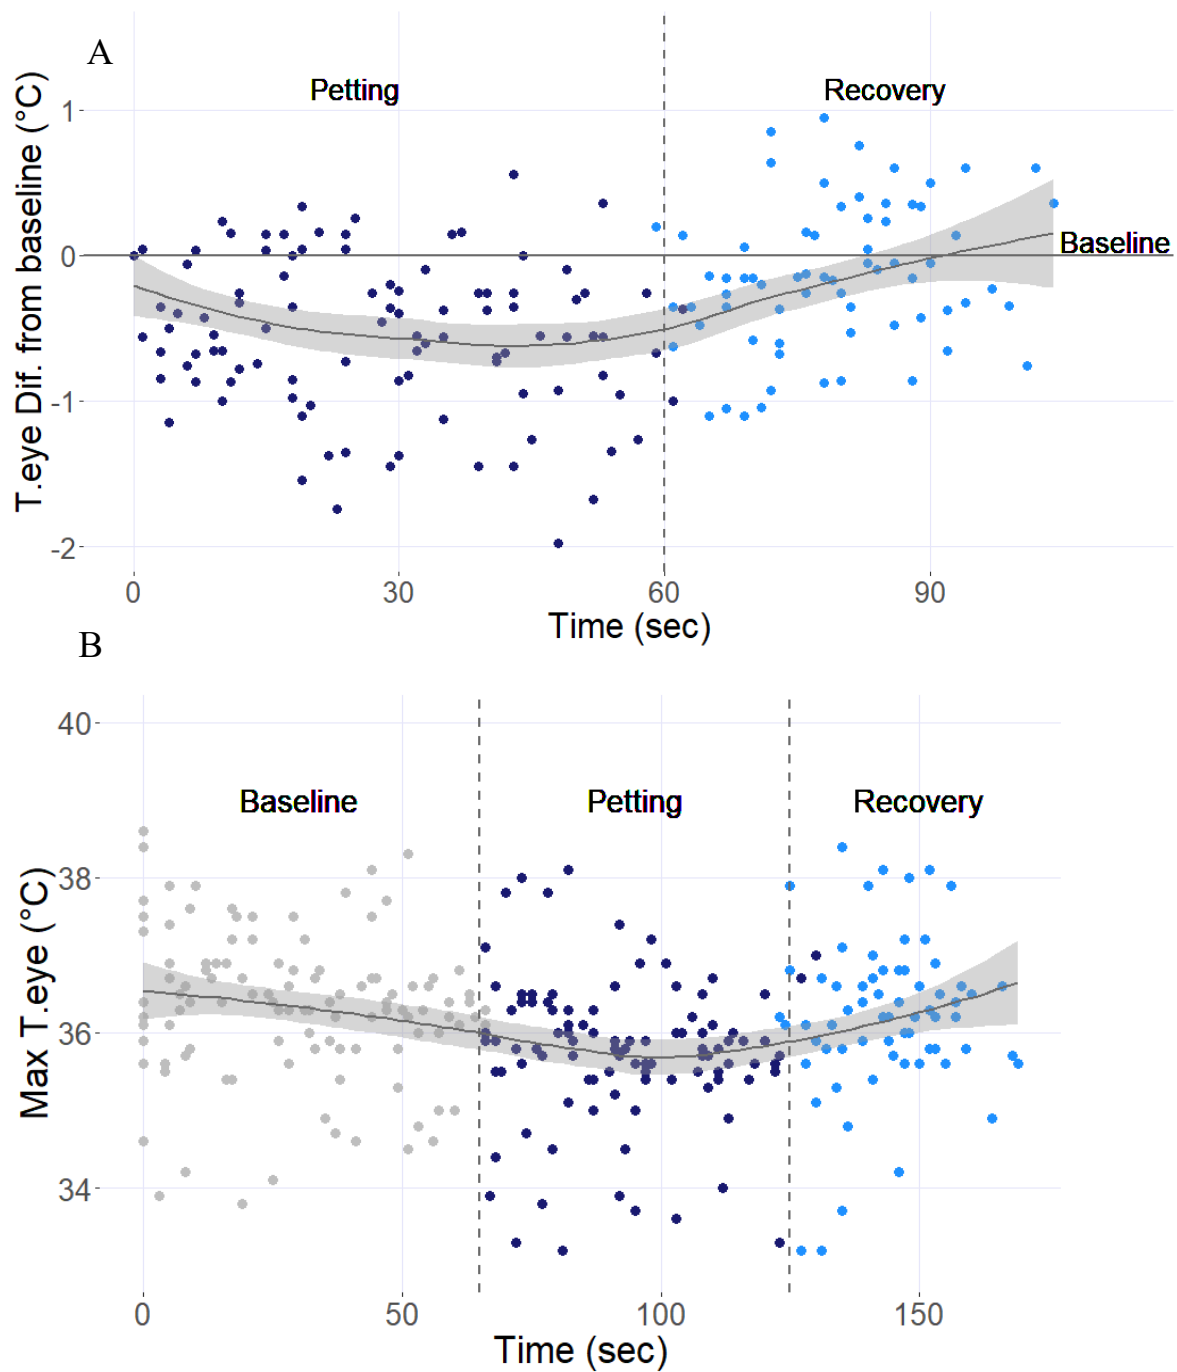 A
Petting Recovery
T.eye Dif. from baseline (°C)
1
0
-1
-2
Baseline
0 30 60 90
Time (sec)
B
Baseline Petting Recovery
Max T.eye (°C)
40
38
36
34
0 50 100 150
Time (sec)